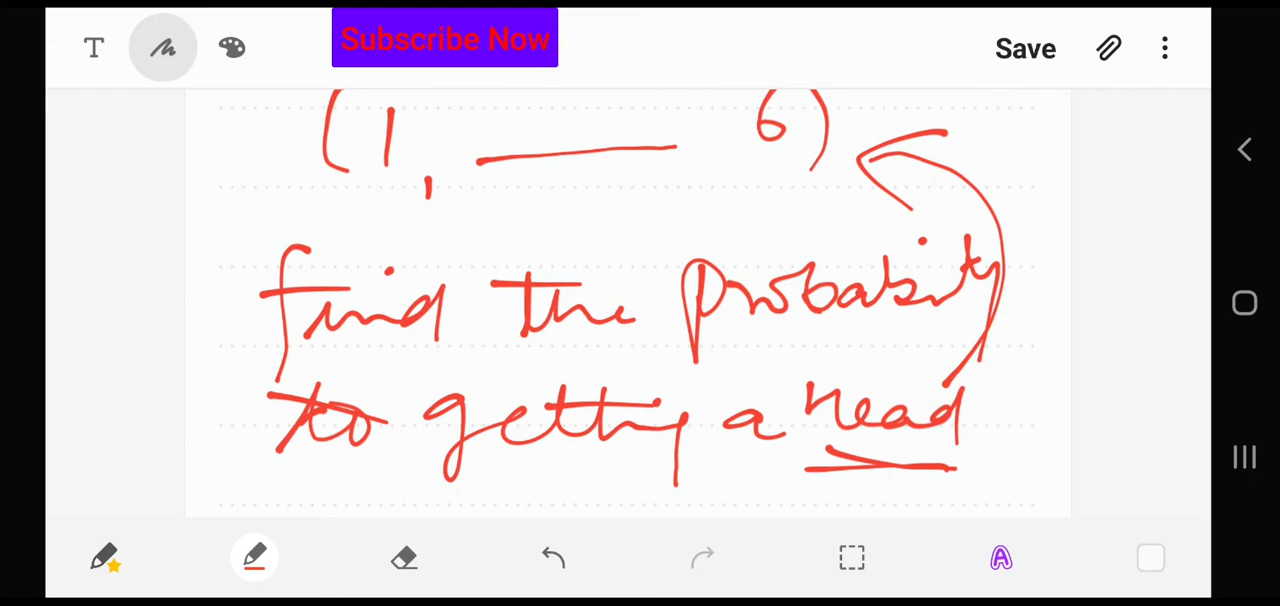 T
Subscribe Now
Save
(1, —— 6)
find the probability
to getting a head
A